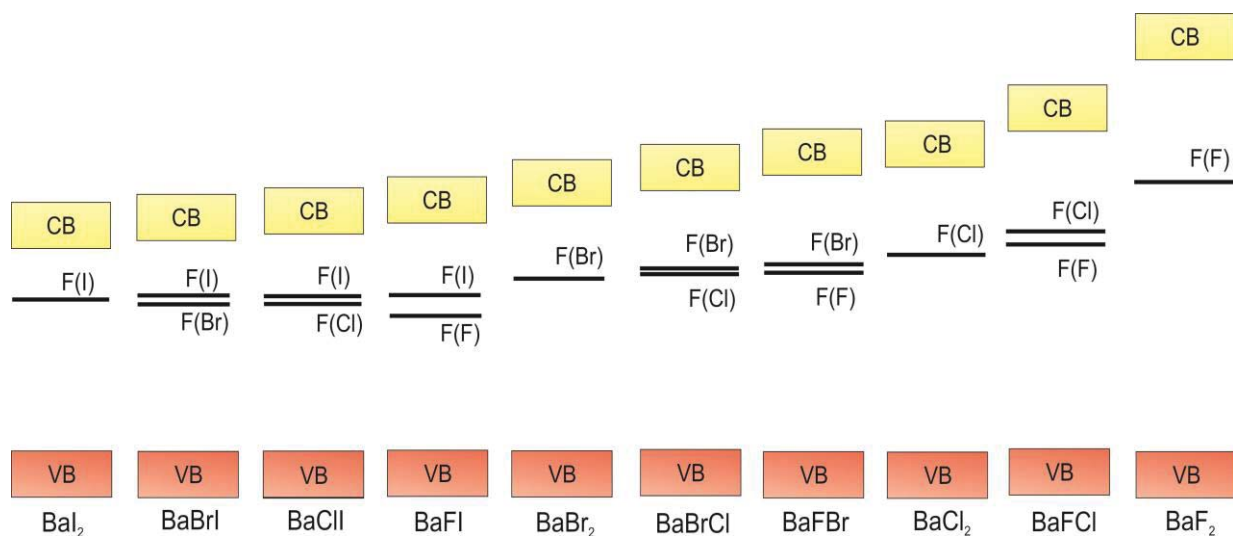 CB CB CB CB CB CB CB CB CB CB
F(I) F(I) F(I) F(I) F(Br) F(Br) F(Br) F(Cl) F(Cl) F(F)
F(Br) F(Cl) F(F) F(Cl) F(F) F(F)
VB VB VB VB VB VB VB VB VB VB
BaI₂ BaBrI BaClI BaFI BaBr₂ BaBrCl BaFBr BaCl₂ BaFCl BaF₂